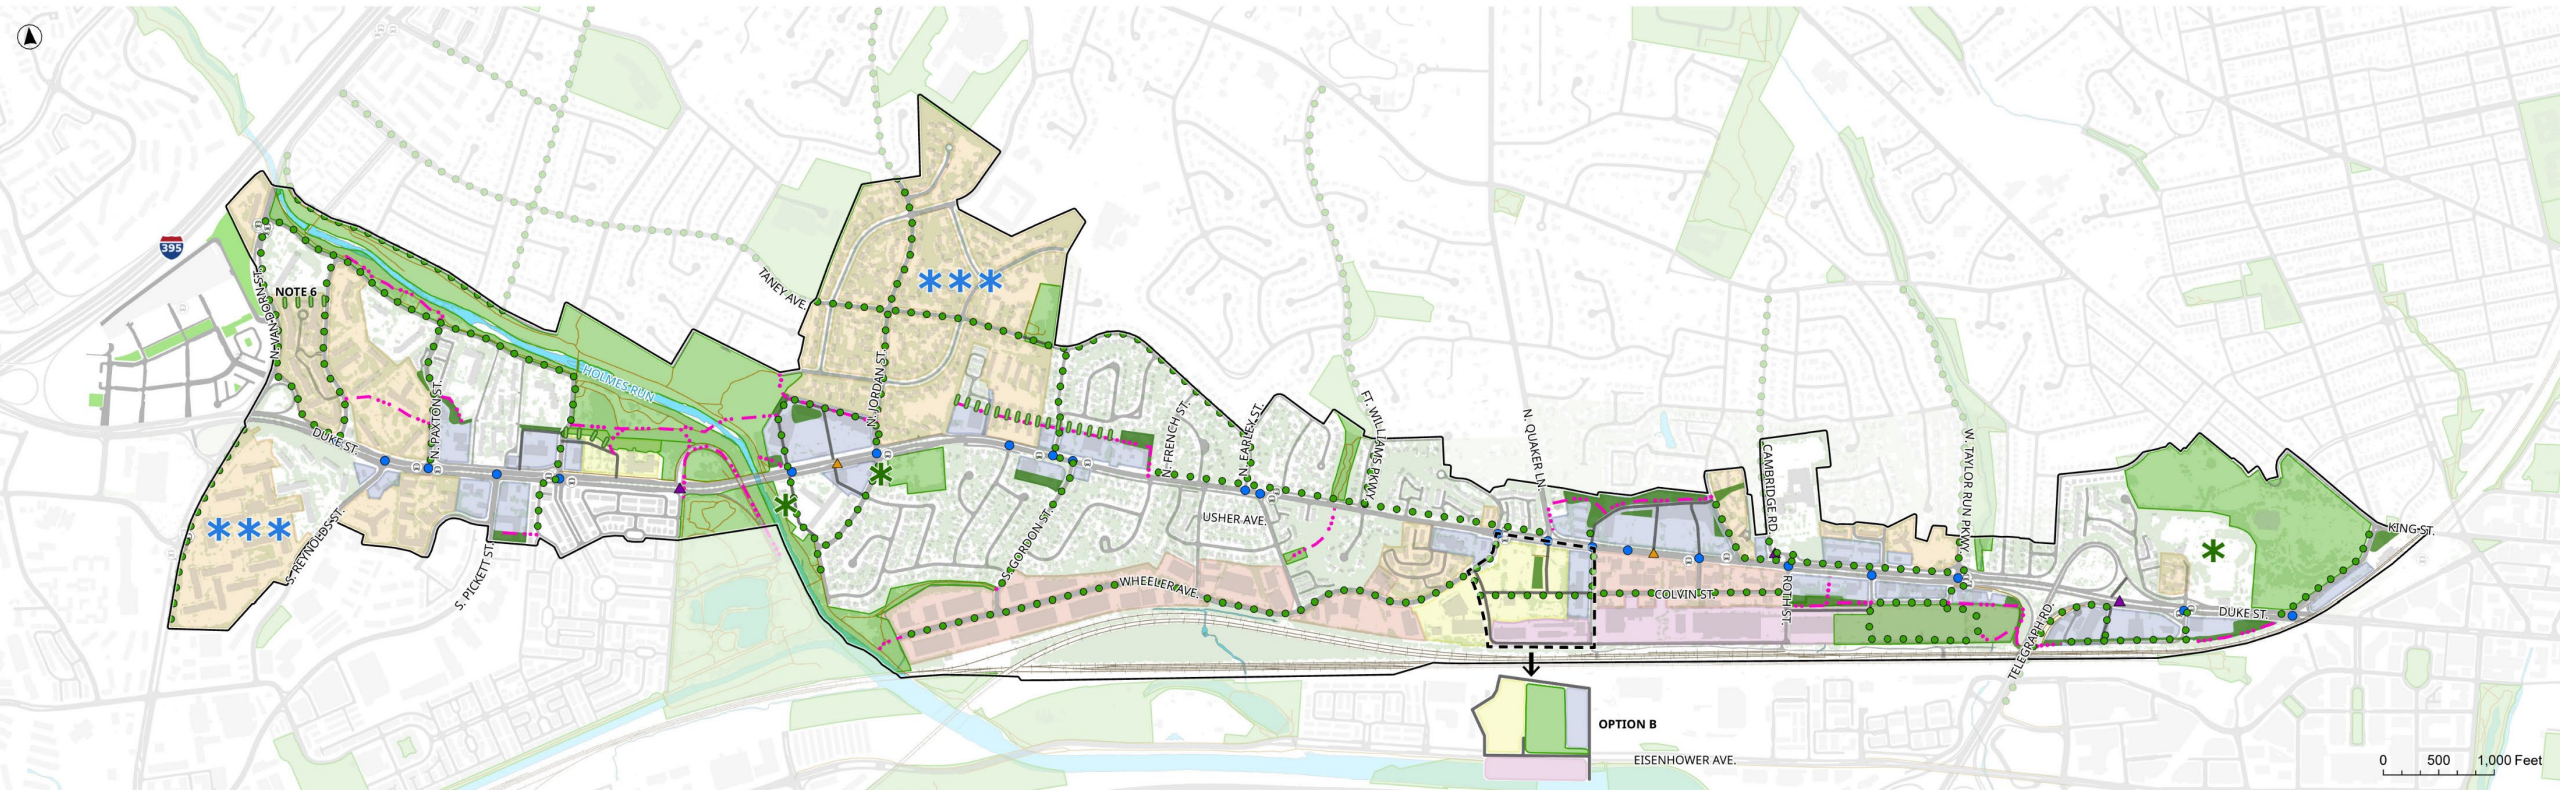 395
NOTE 6
N. VAN DORN ST.
TANEY AVE.
HOLMES RUN
DUKE ST.
N. PAXTON ST.
N. JORDAN ST.
S. REYNOLDS ST.
S. PICKETT ST.
S. GORDON ST.
N. FRENCH ST.
N. EARLEY ST.
FT. WILLIAMS PKWY
USHER AVE.
WHEELER AVE.
N. QUAKER LN.
COLVIN ST.
CAMBRIDGE RD.
ROTH ST.
W. TAYLOR RUN PKWY
TELEGRAPH RD.
DUKE ST.
KING ST.
OPTION B
EISENHOWER AVE.
0 500 1,000 Feet